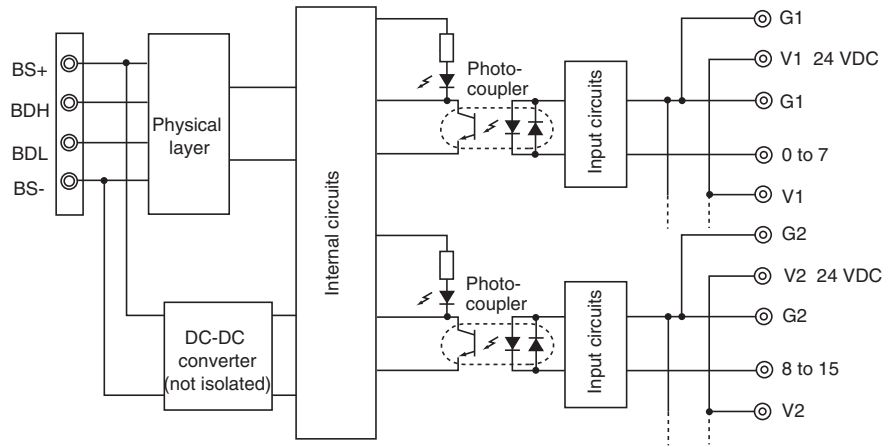 BS+
BDH
BDL
BS-
Physical
layer
DC-DC
converter
(not isolated)
Internal circuits
Photo-
coupler
Input circuits
G1
V1 24 VDC
G1
0 to 7
V1
Photo-
coupler
Input circuits
G2
V2 24 VDC
G2
8 to 15
V2